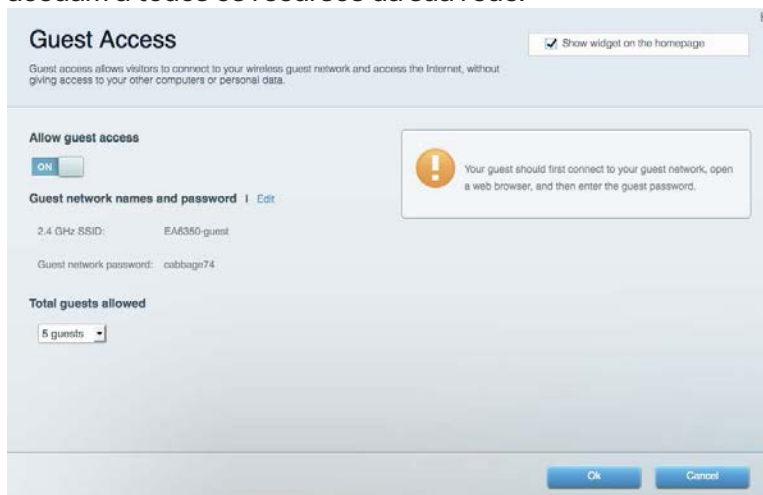 Guest Access
Show widget on the homepage
Guest access allows visitors to connect to your wireless guest network and access the Internet, without
giving access to your other computers or personal data.
Allow guest access
ON
Your guest should first connect to your guest network, open
a web browser, and then enter the guest password.
Guest network names and password | Edit
2.4 GHz SSID: EA6350-guest
Guest network password: cabbage74
Total guests allowed
5 guests
Ok Cancel